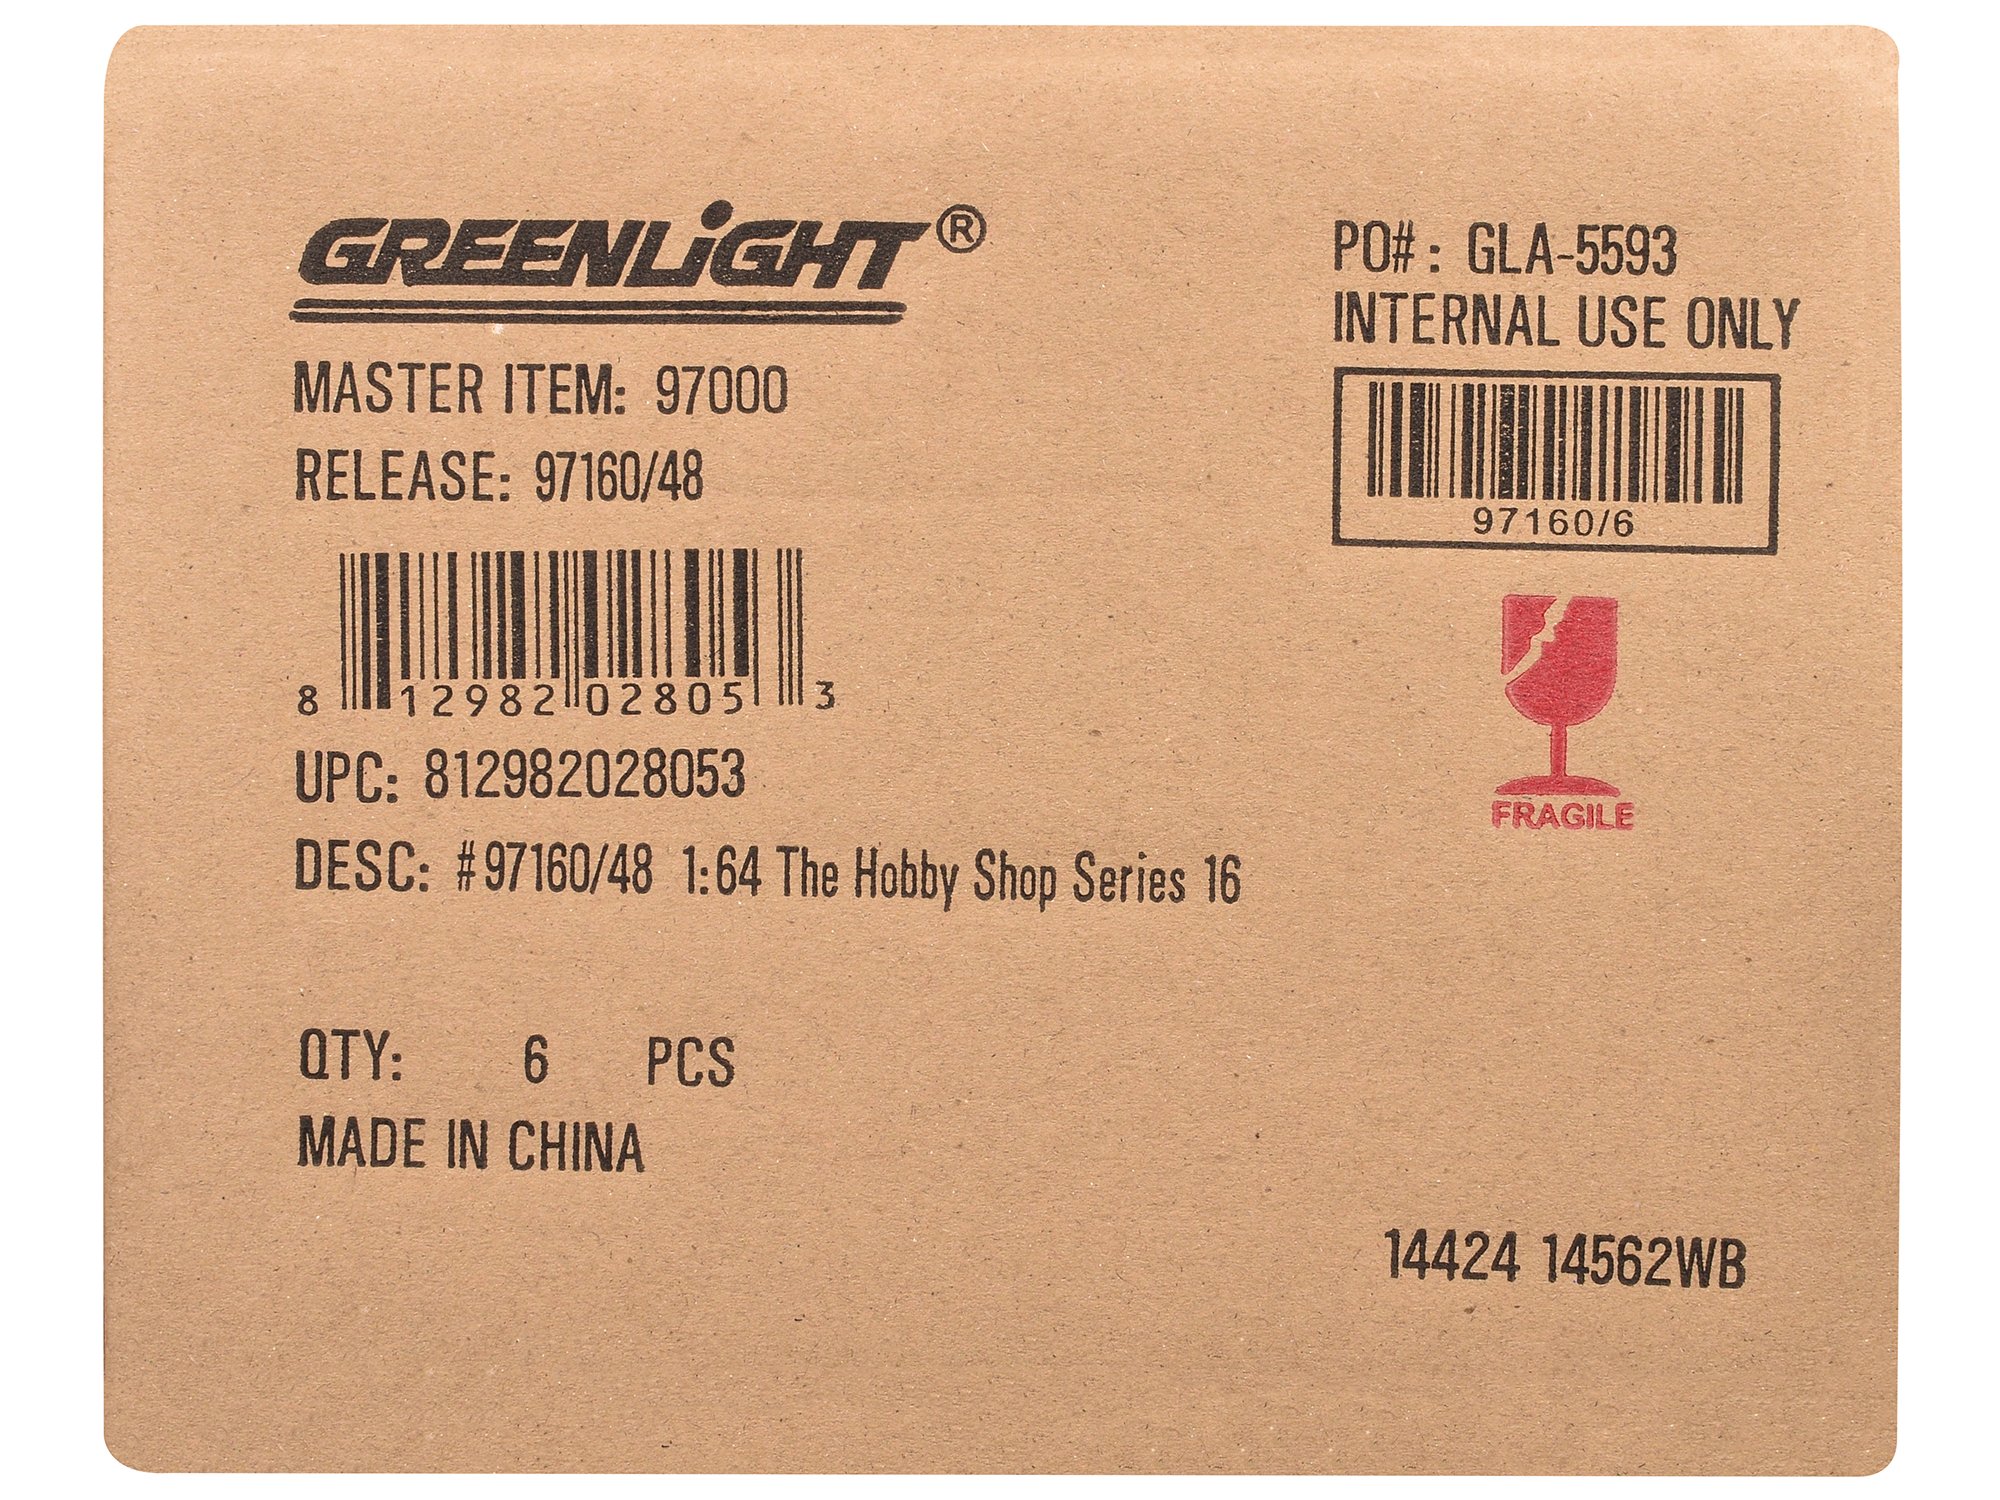 GREENLiGHT®
MASTER ITEM: 97000
RELEASE: 97160/48
8 12982 02805 3
UPC: 812982028053
DESC: #97160/48 1:64 The Hobby Shop Series 16
QTY: 6 PCS
MADE IN CHINA
PO#: GLA-5593
INTERNAL USE ONLY
97160/6
FRAGILE
14424 14562WB